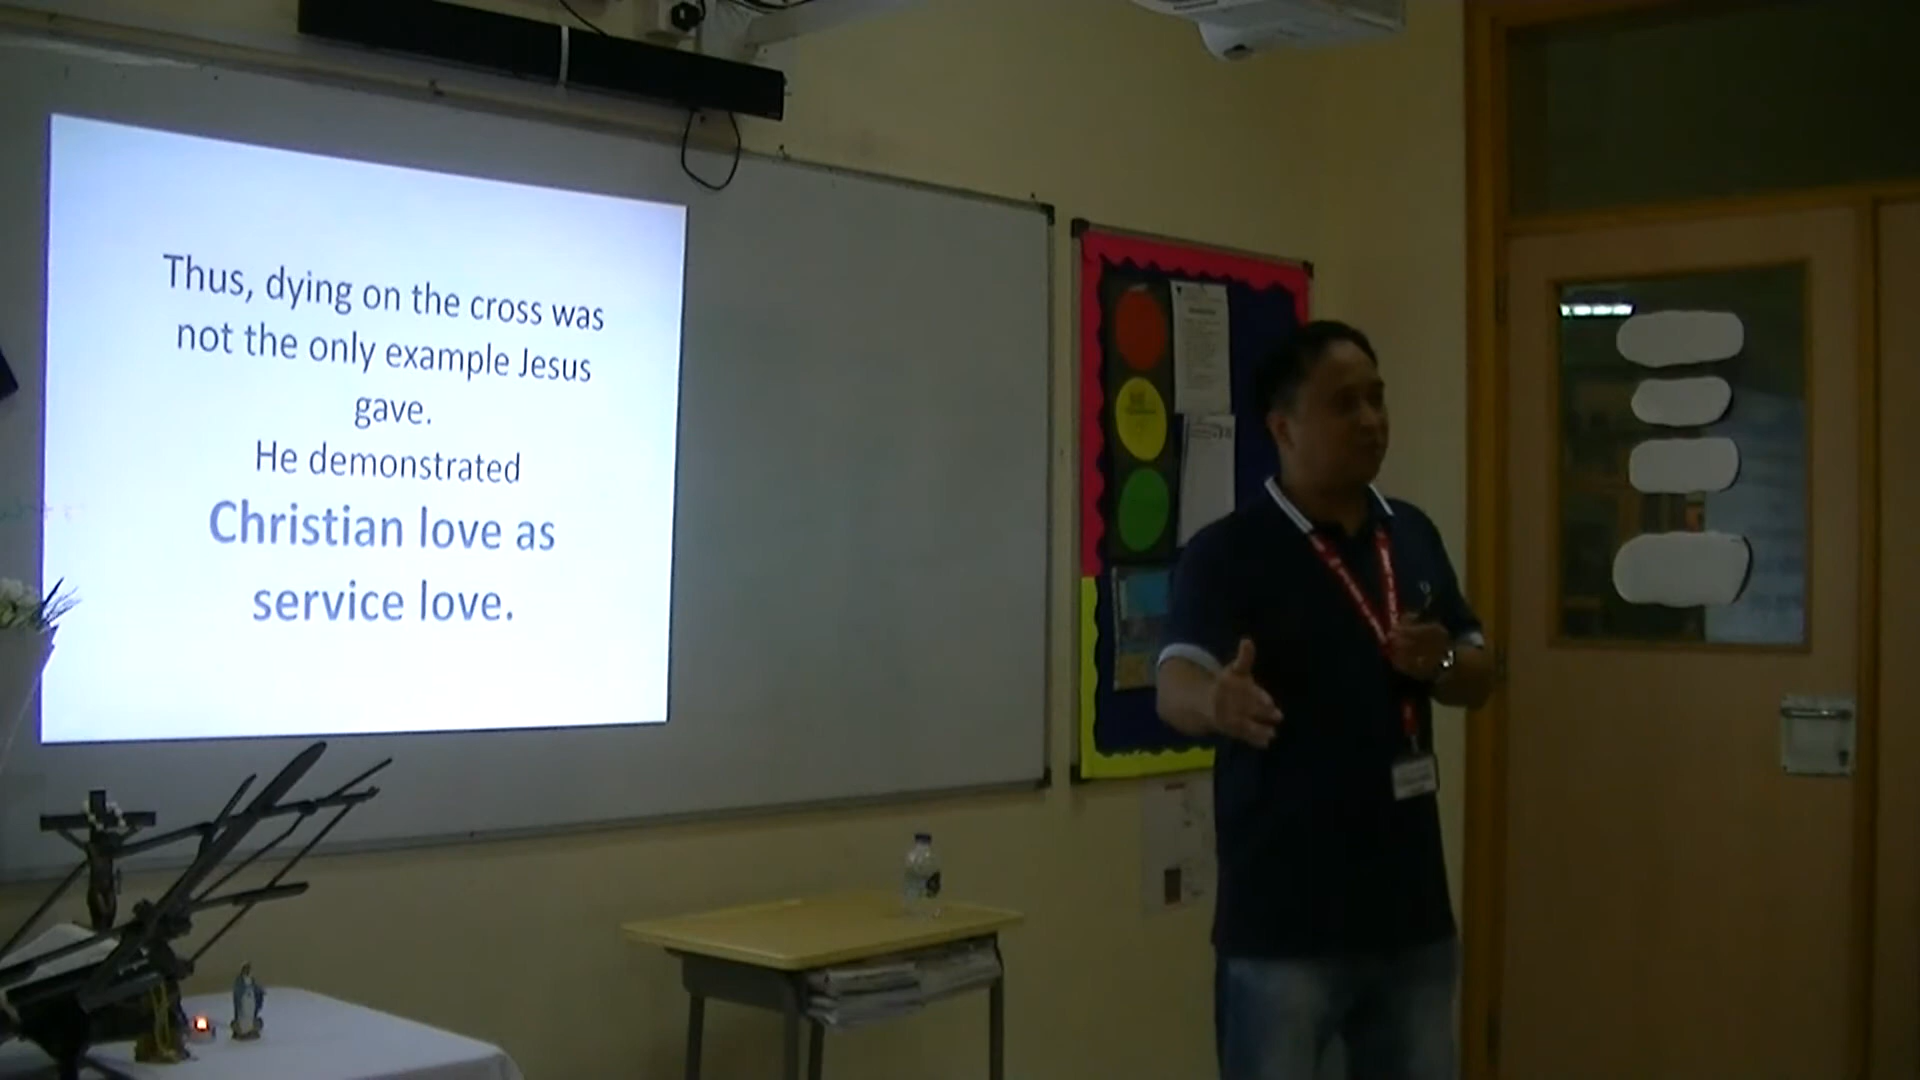 Thus, dying on the cross was
not the only example Jesus
gave.
He demonstrated
Christian love as
service love.